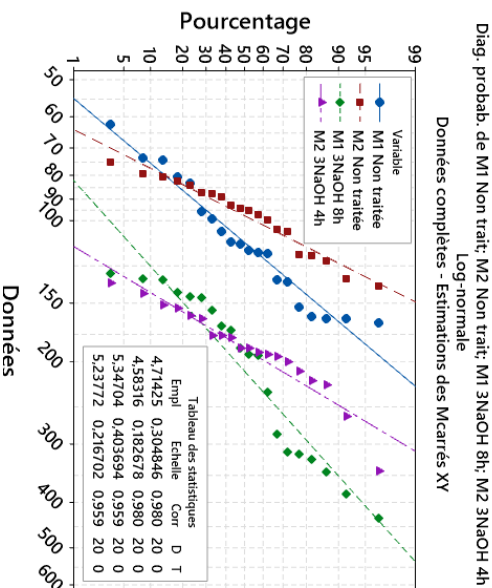 Diag. probab. de M1 Non trait; M2 Non trait; M1 3NaOH 8h; M2 3NaOH 4h
Log-normale
Données complètes - Estimations des Mcarrés XY
Pourcentage
99
95
90
80
70
60
50
40
30
20
10
5
1
Variable
M1 Non traitée
M2 Non traitée
M1 3NaOH 8h
M2 3NaOH 4h
Tableau des statistiques
Empl Echelle Corr D T
4,71425 0,304846 0,980 20 0
4,58316 0,182678 0,980 20 0
5,34704 0,403694 0,959 20 0
5,23772 0,216702 0,959 20 0
50 60 70 80 90 100 150 200 300 400 500 600
Données